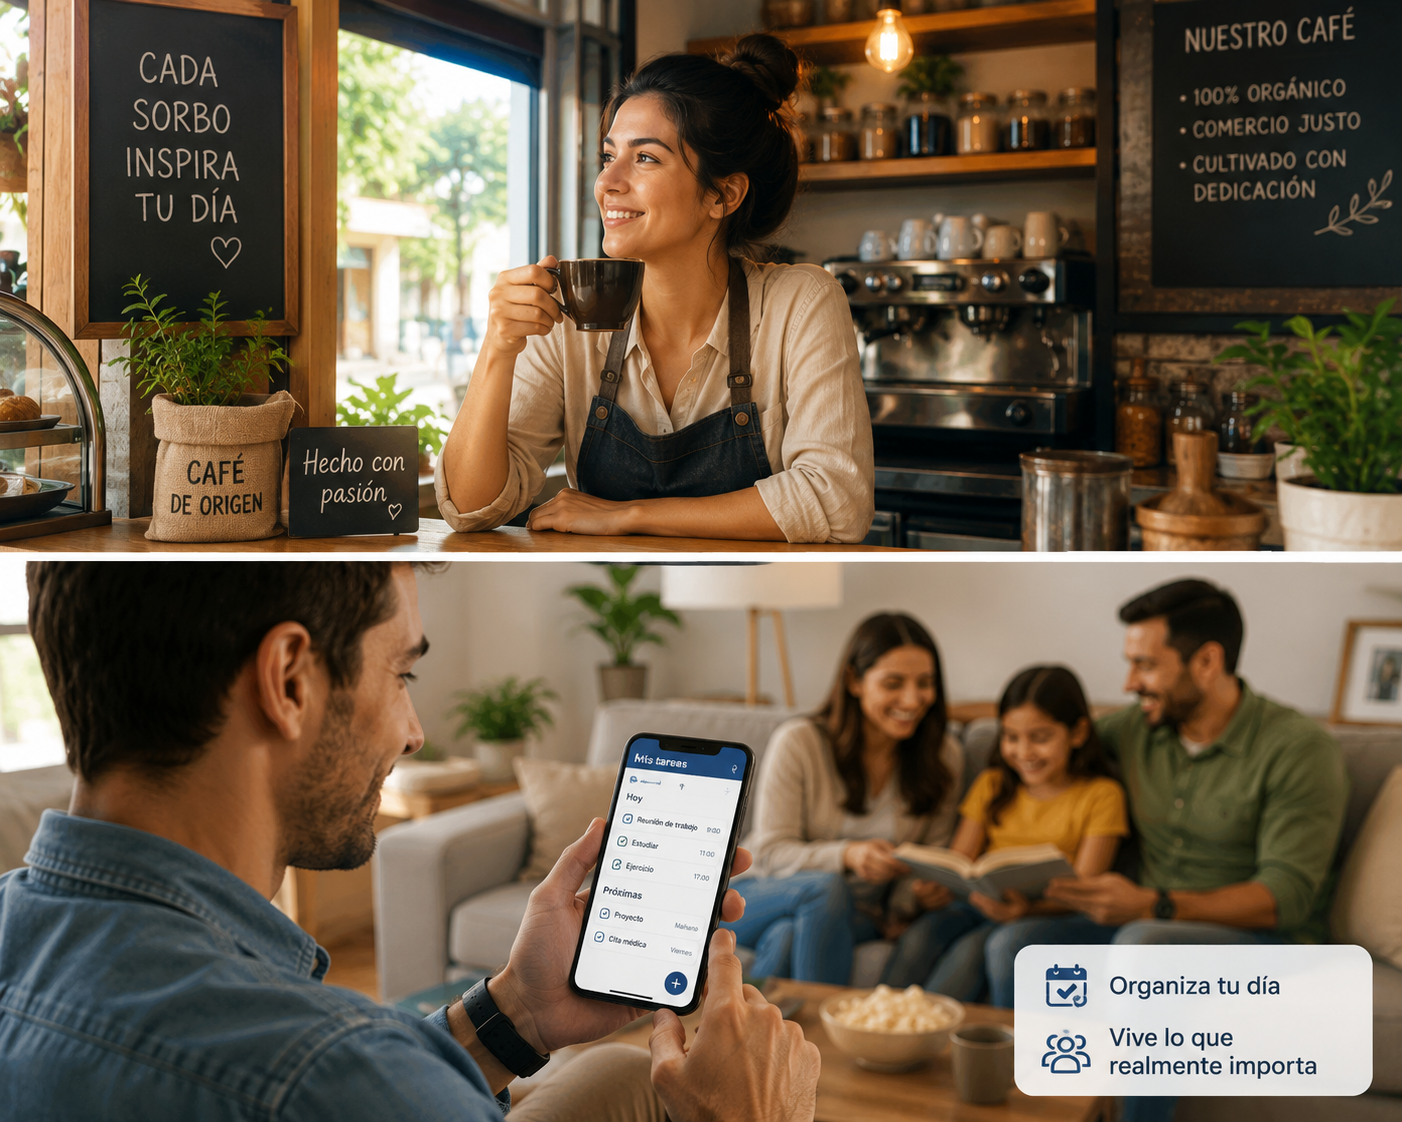 CADA
SORBO
INSPIRA
TU DÍA
NUESTRO CAFÉ
• 100% ORGÁNICO
• COMERCIO JUSTO
• CULTIVADO CON
DEDICACIÓN
CAFÉ
DE ORIGEN
Hecho con
pasión
Mis tareas
Hoy
Reunión de trabajo 9:00
Estudiar 11:00
Ejercicio 17:00
Próximas
Proyecto Mañana
Cita médica Viernes
Organiza tu día
Vive lo que
realmente importa